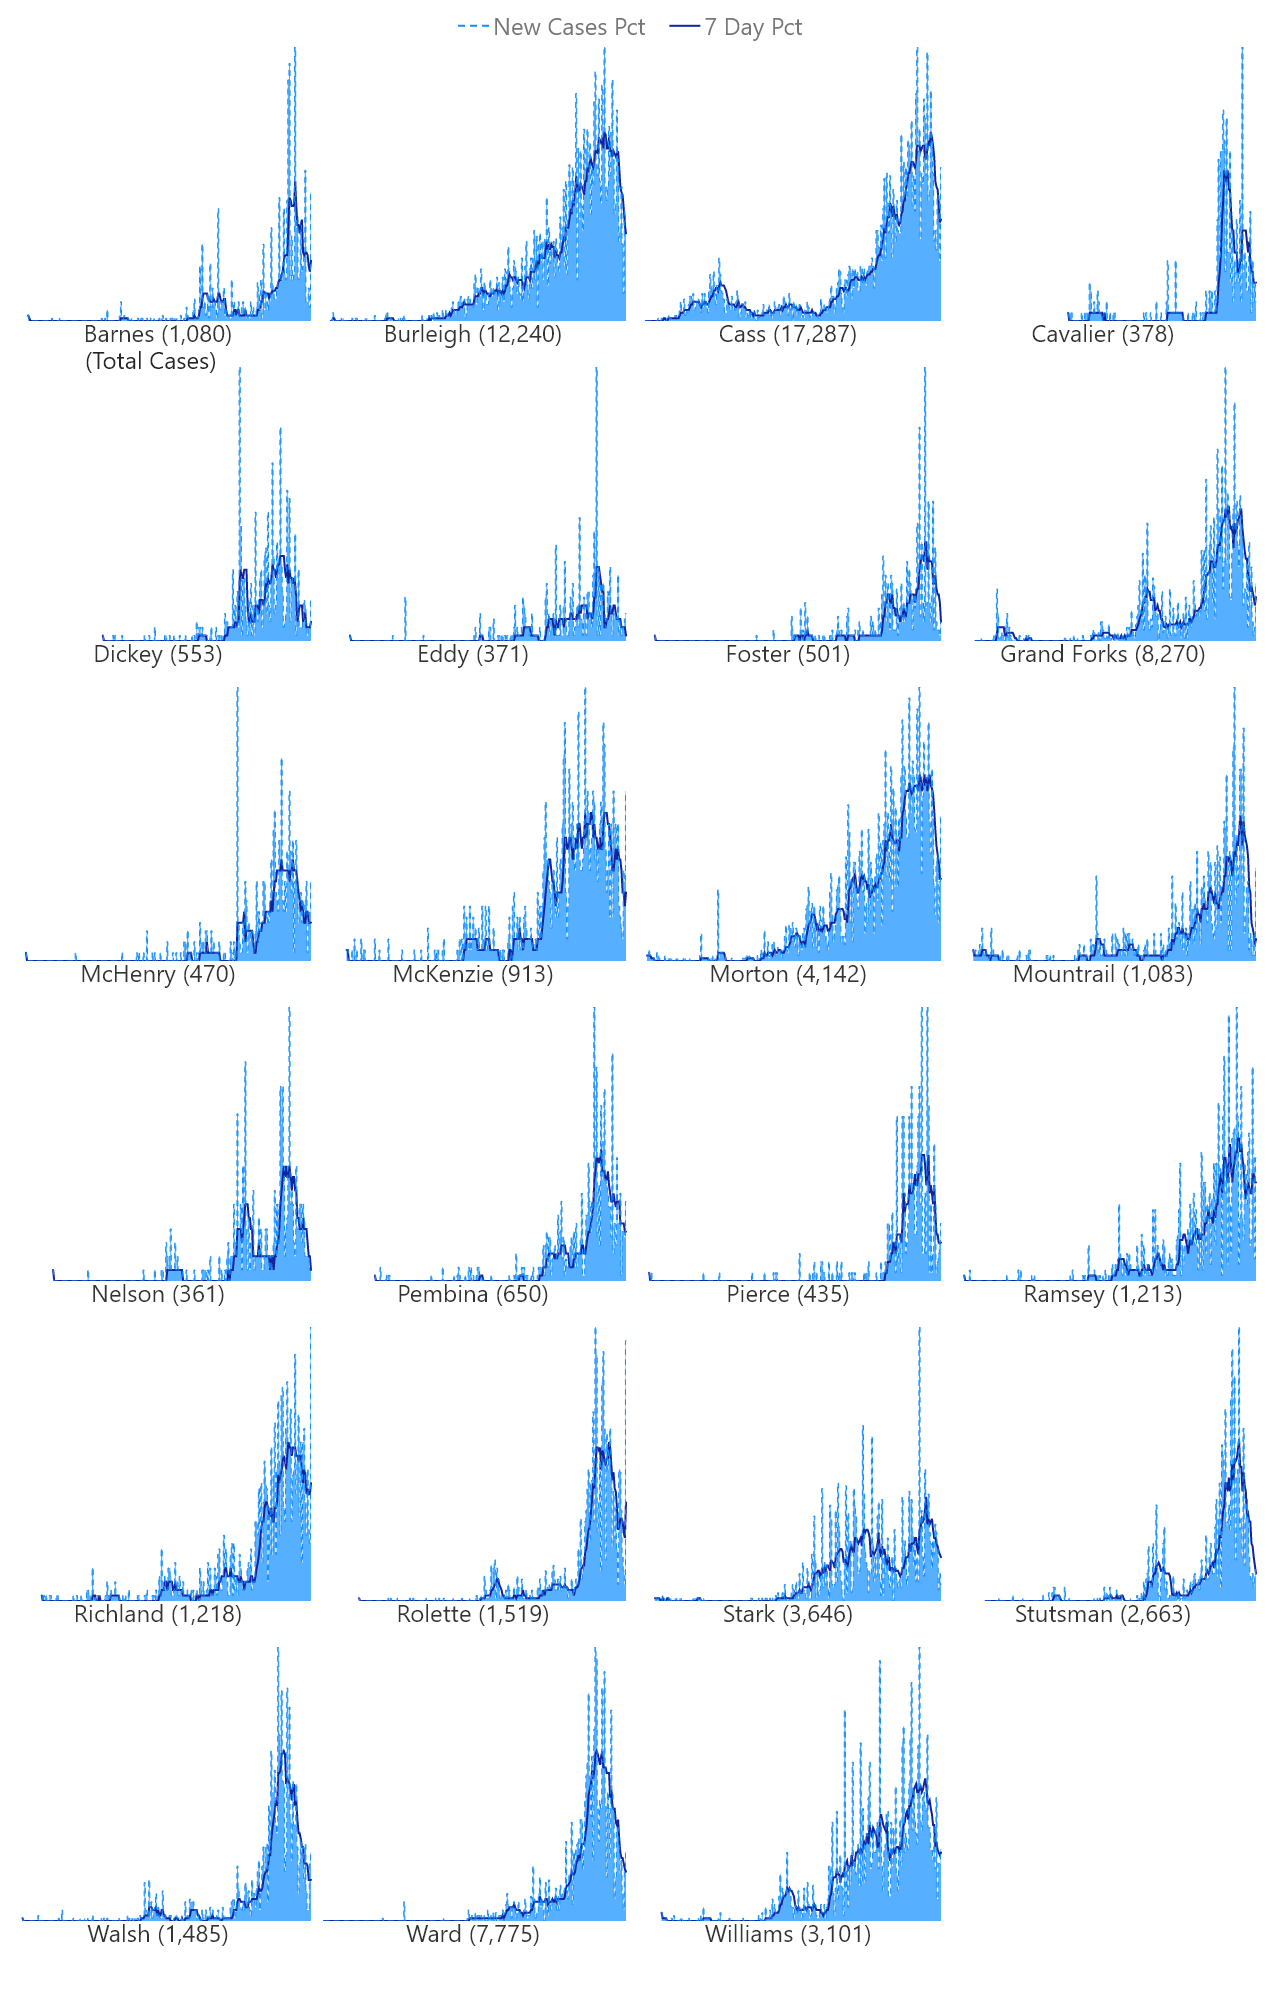 New Cases Pct 7 Day Pct
Barnes (1,080) Burleigh (12,240) Cass (17,287) Cavalier (378)
(Total Cases)
Dickey (553) Eddy (371) Foster (501) Grand Forks (8,270)
McHenry (470) McKenzie (913) Morton (4,142) Mountrail (1,083)
Nelson (361) Pembina (650) Pierce (435) Ramsey (1,213)
Richland (1,218) Rolette (1,519) Stark (3,646) Stutsman (2,663)
Walsh (1,485) Ward (7,775) Williams (3,101)